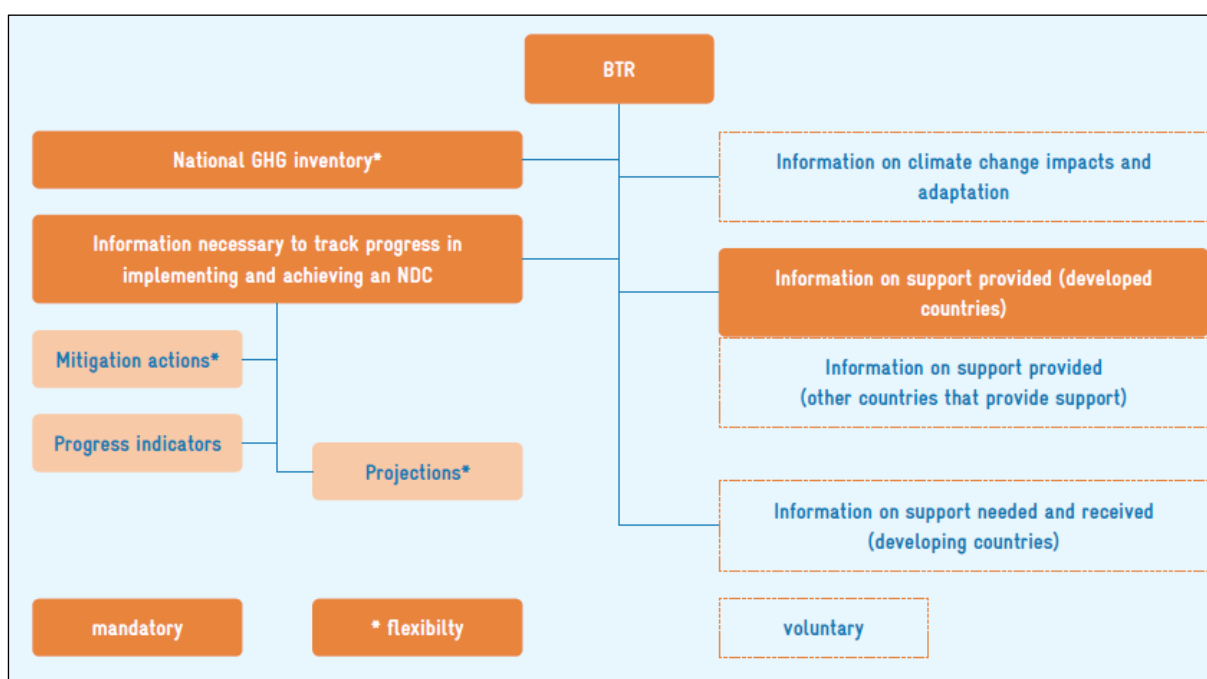 BTR
National GHG inventory*
Information necessary to track progress in
implementing and achieving an NDC
Mitigation actions*
Progress indicators
Projections*
Information on climate change impacts and
adaptation
Information on support provided (developed
countries)
Information on support provided
(other countries that provide support)
Information on support needed and received
(developing countries)
mandatory
* flexibilty
voluntary